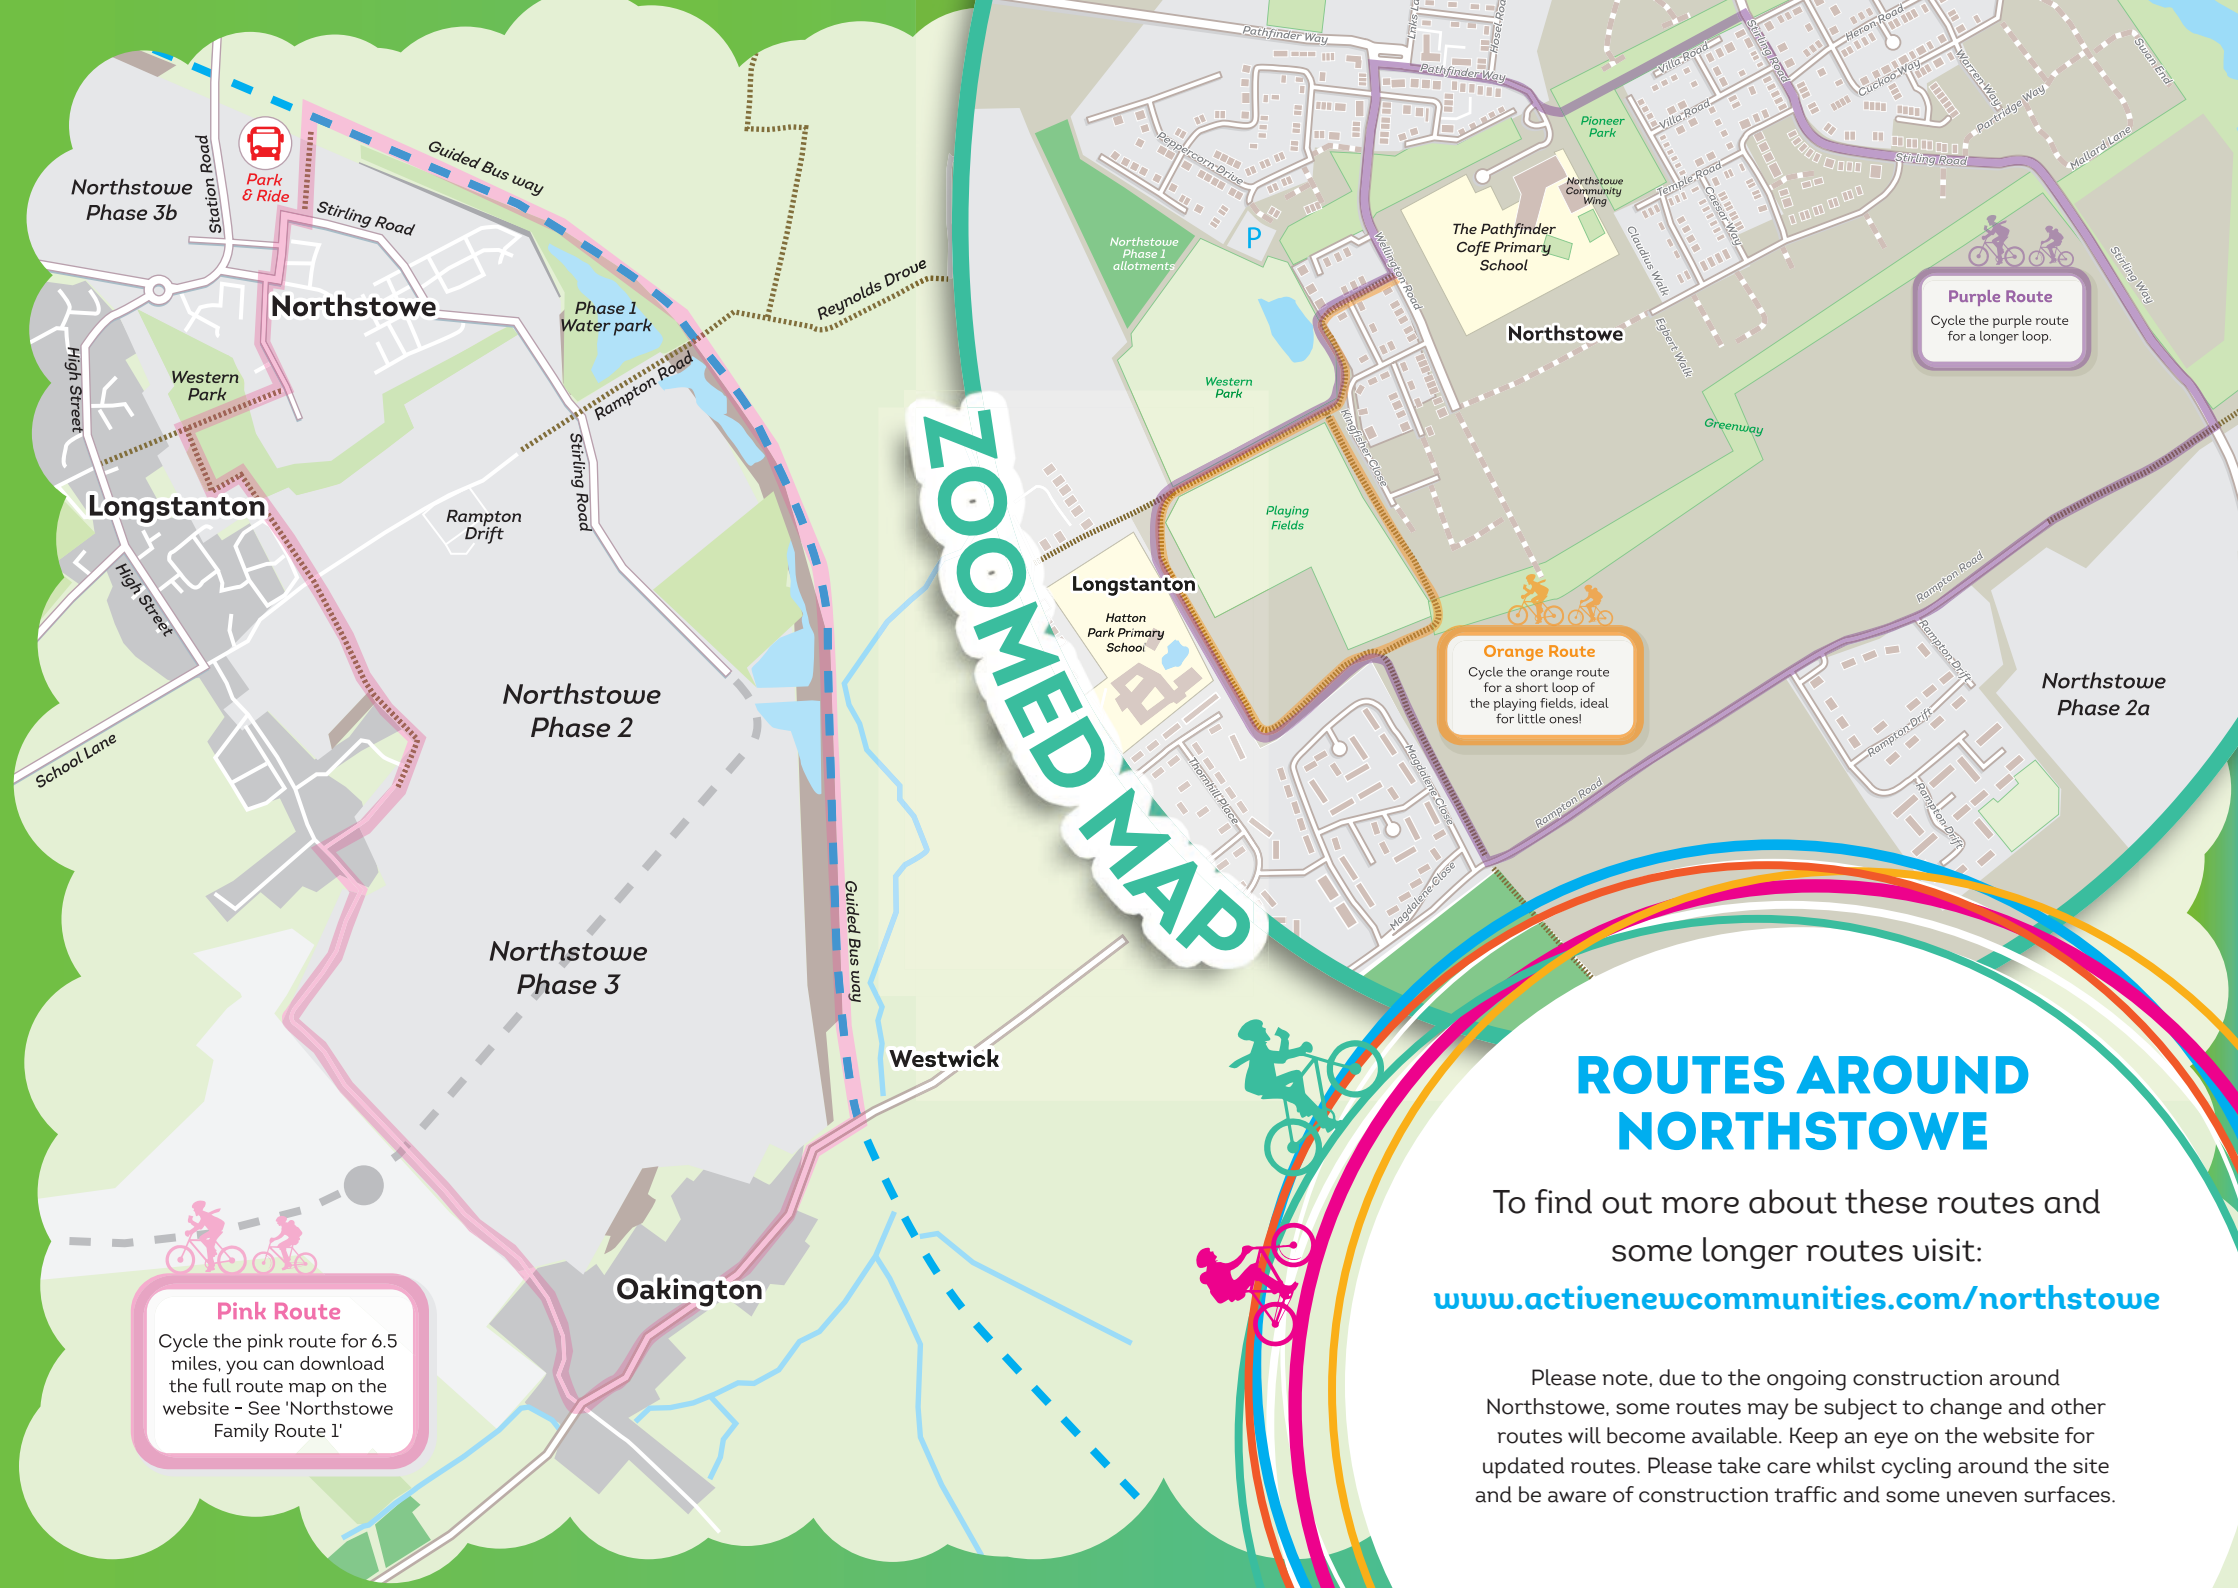 Guided Bus way
Station Road
Park
& Ride
Northstowe
Phase 3b
Stirling Road
Northstowe
Phase 1
Water park
Reynolds Drove
High Street
Western
Park
Rampton Road
Stirling Road
Longstanton
Rampton
Drift
High Street
Northstowe
Phase 2
School Lane
Guided Bus way
Northstowe
Phase 3
Westwick
Oakington
Pink Route
Cycle the pink route for 6.5
miles, you can download
the full route map on the
website - See 'Northstowe
Family Route 1'
ZOOMED MAP
Pathfinder Way
Pathfinder Way
Stirling Road
Heron Road
Villa Road
Villa Road
Cuckoo Way
Warren Way
Partridge Way
Swan End
Mallard Lane
Stirling Road
Pioneer
Park
Peppercorn Drive
Northstowe
Community
Wing
Temple Road
Caesar Way
Claudius Walk
Egbert Walk
Northstowe
Phase 1
allotments
P
Wellington Road
The Pathfinder
CofE Primary
School
Northstowe
Stirling Way
Purple Route
Cycle the purple route
for a longer loop.
Western
Park
Kingfisher Close
Greenway
Playing
Fields
Longstanton
Hatton
Park Primary
School
Orange Route
Cycle the orange route
for a short loop of
the playing fields, ideal
for little ones!
Rampton Road
Rampton Drift
Rampton Drift
Rampton Drift
Northstowe
Phase 2a
Thornhill Place
Magdalene Close
Magdalene Close
Rampton Road
ROUTES AROUND
NORTHSTOWE
To find out more about these routes and
some longer routes visit:
www.activenewcommunities.com/northstowe
Please note, due to the ongoing construction around
Northstowe, some routes may be subject to change and other
routes will become available. Keep an eye on the website for
updated routes. Please take care whilst cycling around the site
and be aware of construction traffic and some uneven surfaces.